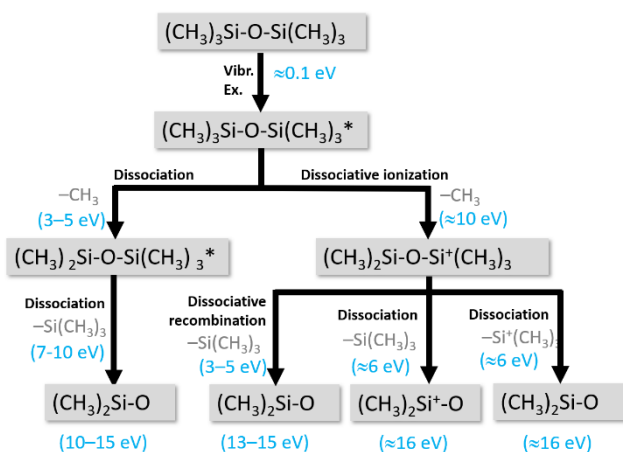 (CH₃)₃Si-O-Si(CH₃)₃
Vibr. ≈0.1 eV
Ex.
(CH₃)₃Si-O-Si(CH₃)₃*
Dissociation Dissociative ionization
−CH₃ −CH₃
(3–5 eV) (≈10 eV)
(CH₃) ₂Si-O-Si(CH₃) ₃* (CH₃)₂Si-O-Si⁺(CH₃)₃
Dissociation Dissociative recombination Dissociation Dissociation
−Si(CH₃)₃ −Si(CH₃)₃ −Si(CH₃)₃ −Si⁺(CH₃)₃
(7-10 eV) (3–5 eV) (≈6 eV) (≈6 eV)
(CH₃)₂Si-O (CH₃)₂Si-O (CH₃)₂Si⁺-O (CH₃)₂Si-O
(10–15 eV) (13–15 eV) (≈16 eV) (≈16 eV)